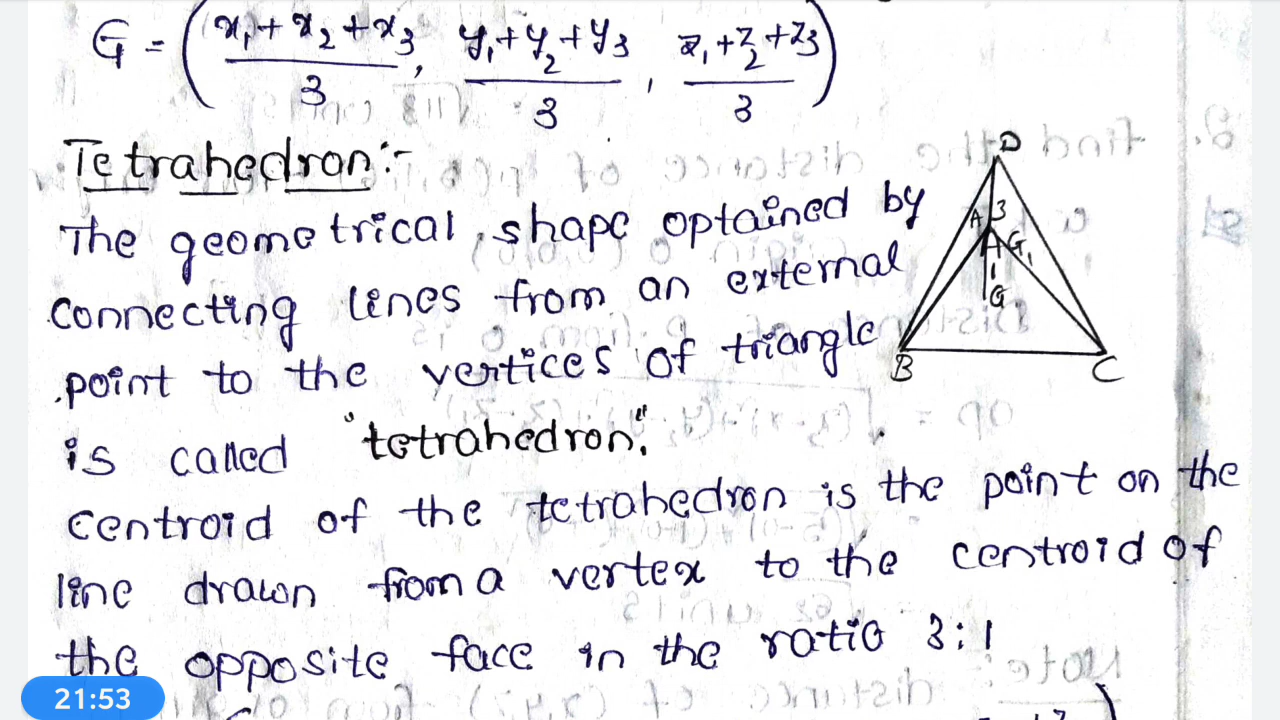 G = (x₁+x₂+x₃/3, y₁+y₂+y₃/3, z₁+z₂+z₃/3)
Tetrahedron:-
The geometrical shape optained by
connecting lines from an external
point to the vertices of triangle
is called "tetrahedron".
centroid of the tetrahedron is the point on the
line drawn from a vertex to the centroid of
the opposite face in the ratio 3:1
D
A 3
A G₁
1
G
B C
21:53